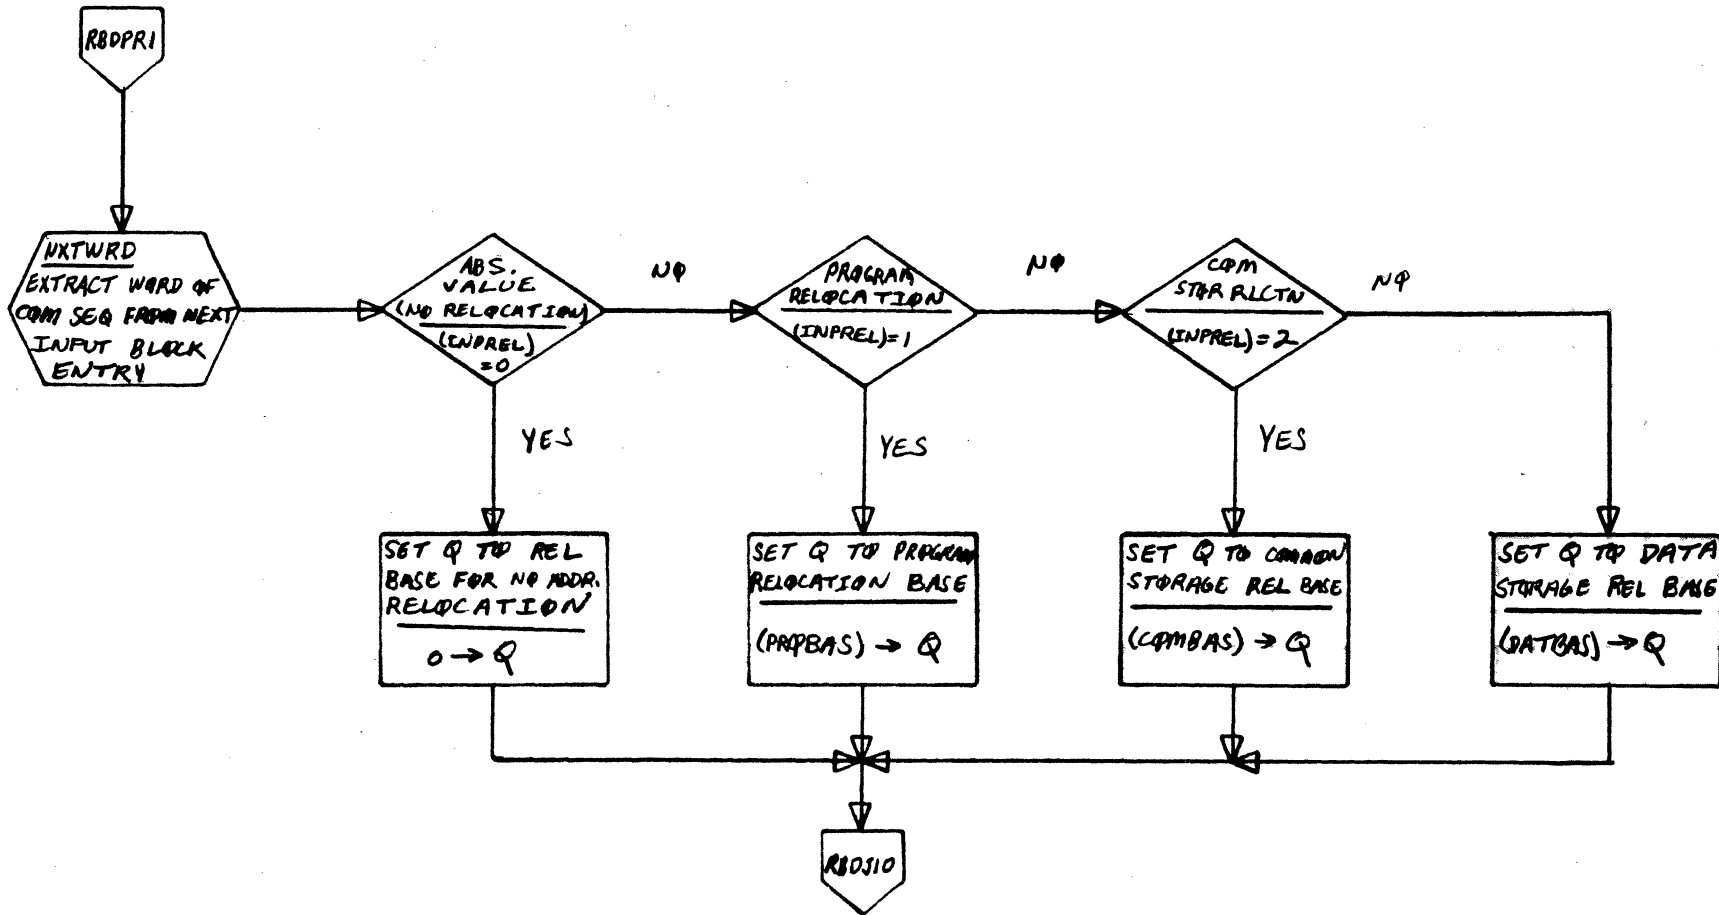 RBDPR1
NXTWRD
EXTRACT WORD OF
COM SEQ FROM NEXT
INPUT BLOCK
ENTRY
ABS.
VALUE
(NO RELOCATION)
(INPREL)
=0
NO
PROGRAM
RELOCATION
(INPREL)=1
NO
COM
STOR RLCTN
(INPREL)=2
NO
YES
YES
YES
SET Q TO REL
BASE FOR NO ADDR.
RELOCATION
0 → Q
SET Q TO PROGRAM
RELOCATION BASE
(PROBAS) → Q
SET Q TO COMMON
STORAGE REL BASE
(COMBAS) → Q
SET Q TO DATA
STORAGE REL BASE
(DATBAS) → Q
RBDJ10